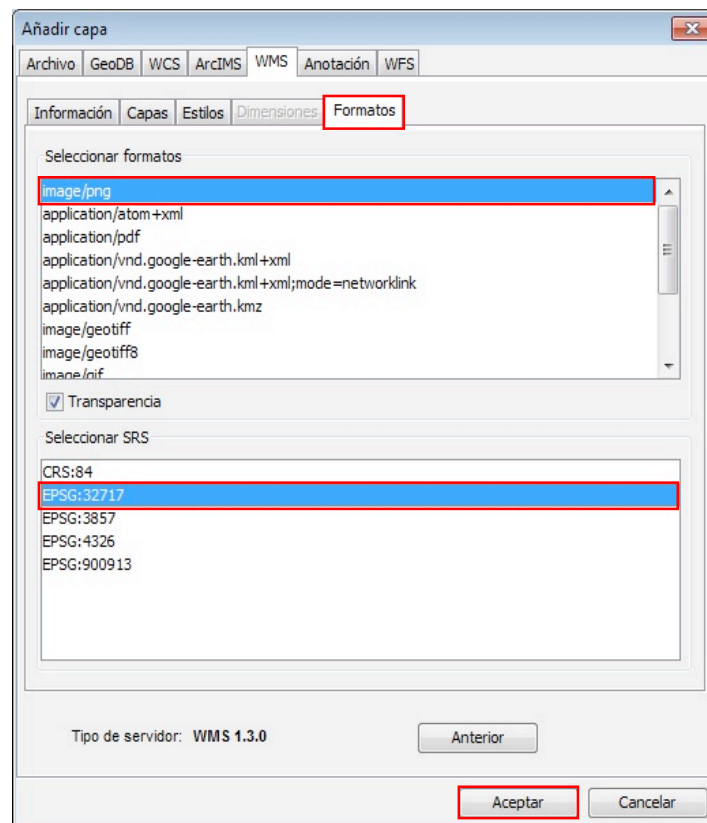 Añadir capa
Archivo GeoDB WCS ArcIMS WMS Anotación WFS
Información Capas Estilos Dimensiones Formatos
Seleccionar formatos
image/png
application/atom+xml
application/pdf
application/vnd.google-earth.kml+xml
application/vnd.google-earth.kml+xml;mode=networklink
application/vnd.google-earth.kmz
image/geotiff
image/geotiff8
image/gif
Transparencia
Seleccionar SRS
CRS:84
EPSG:32717
EPSG:3857
EPSG:4326
EPSG:900913
Tipo de servidor: WMS 1.3.0 Anterior
Aceptar Cancelar